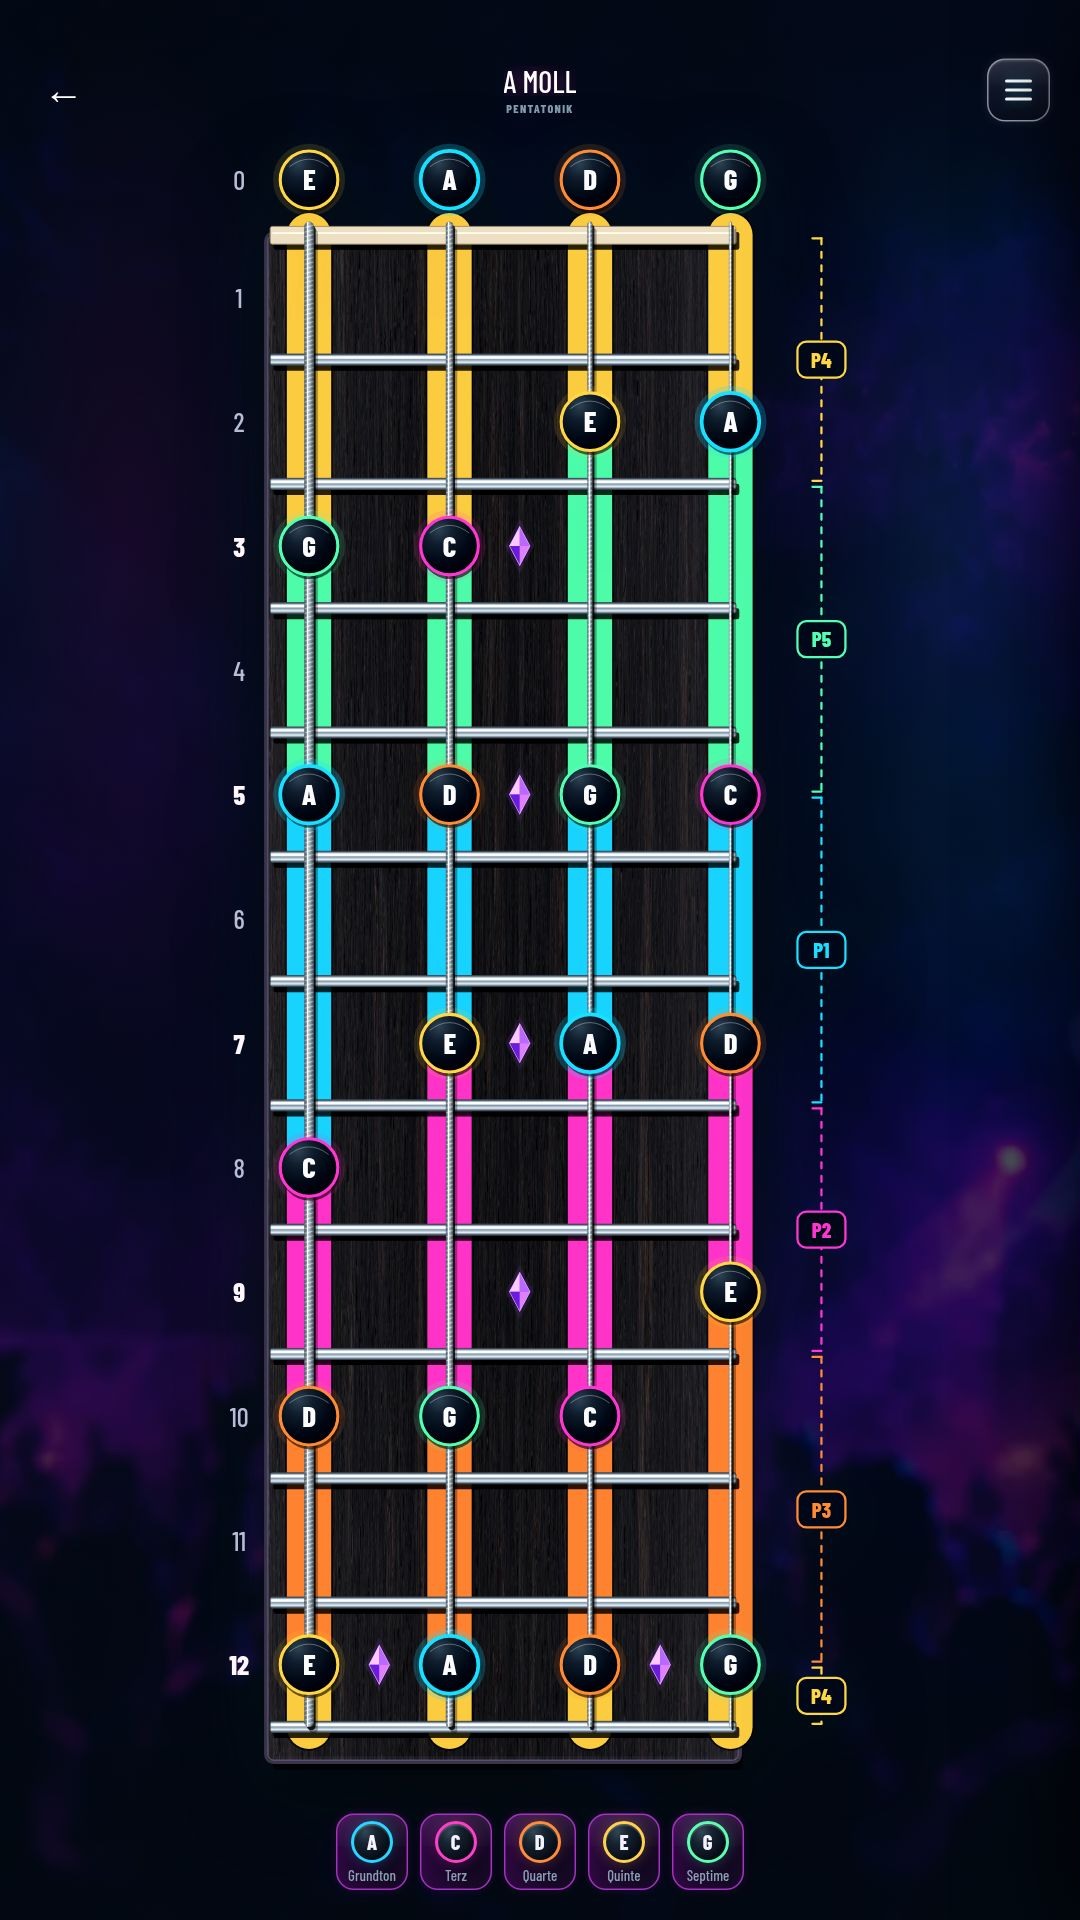 ←
A MOLL
PENTATONIK
0 E A D G
1
P4
2 E A
3 G C
P5
4
5 A D G C
6
P1
7 E A D
8 C
P2
9 E
10 D G C
P3
11
12 E A D G
P4
A C D E G
Grundton Terz Quarte Quinte Septime